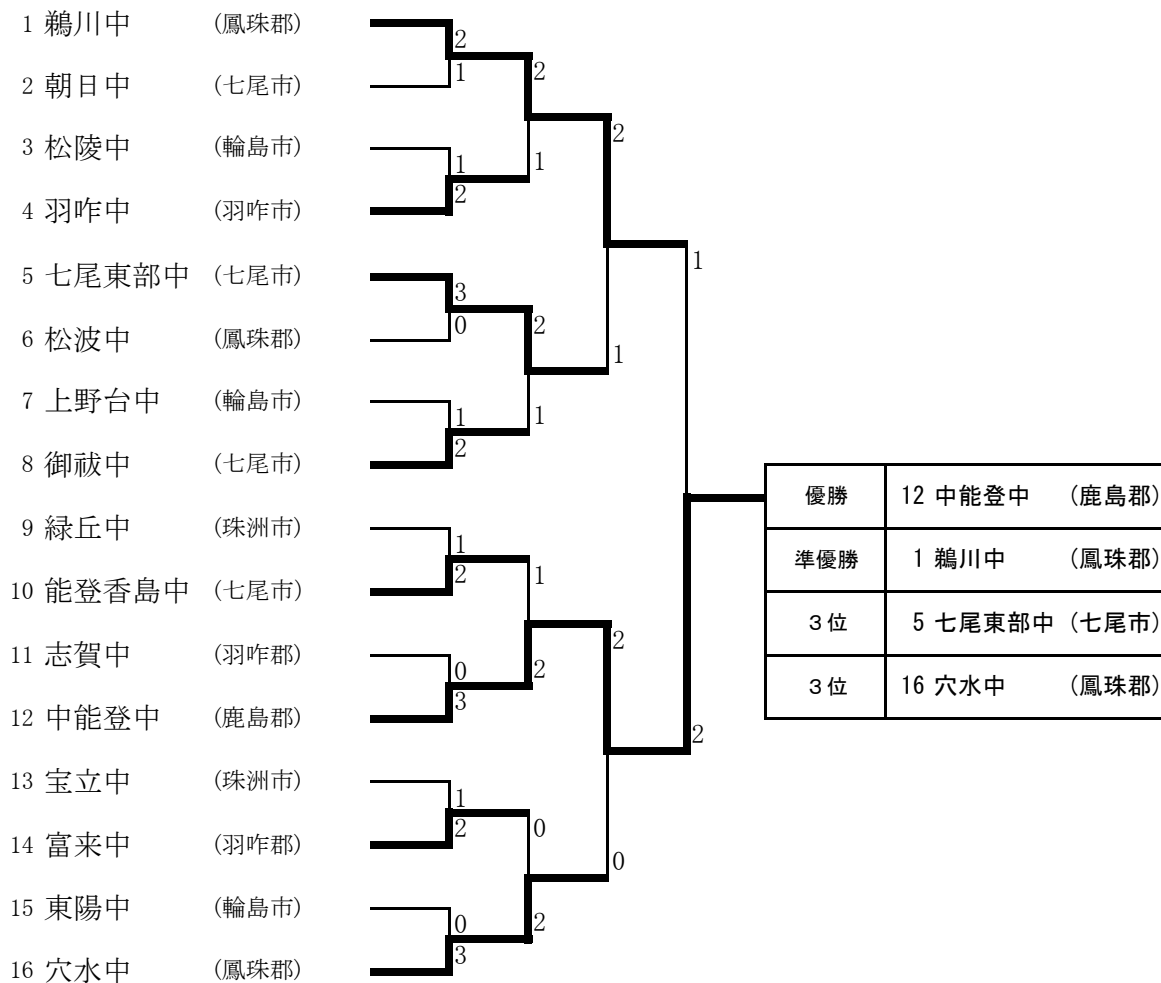 1 鵜川中 (鳳珠郡)
2
1
2 朝日中 (七尾市)
2
3 松陵中 (輪島市)
1
2
1
4 羽咋中 (羽咋市)
2
5 七尾東部中 (七尾市)
3
0
2
6 松波中 (鳳珠郡)
1
7 上野台中 (輪島市)
1
2
1
8 御祓中 (七尾市)
1
9 緑丘中 (珠洲市)
1
2
1
10 能登香島中 (七尾市)
2
11 志賀中 (羽咋郡)
0
3
2
12 中能登中 (鹿島郡)
2
13 宝立中 (珠洲市)
1
2
0
14 富来中 (羽咋郡)
0
15 東陽中 (輪島市)
0
3
2
16 穴水中 (鳳珠郡)
優勝 12 中能登中 (鹿島郡)
準優勝 1 鵜川中 (鳳珠郡)
3位 5 七尾東部中 (七尾市)
3位 16 穴水中 (鳳珠郡)